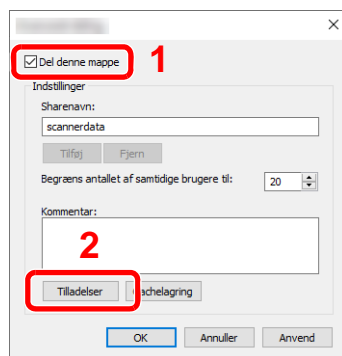 Del denne mappe
1
Indstillinger
Sharenavn:
scannerdata
Tilføj Fjern
Begræns antallet af samtidige brugere til: 20
Kommentar:
2
Tilladelser
OK Annuller Anvend